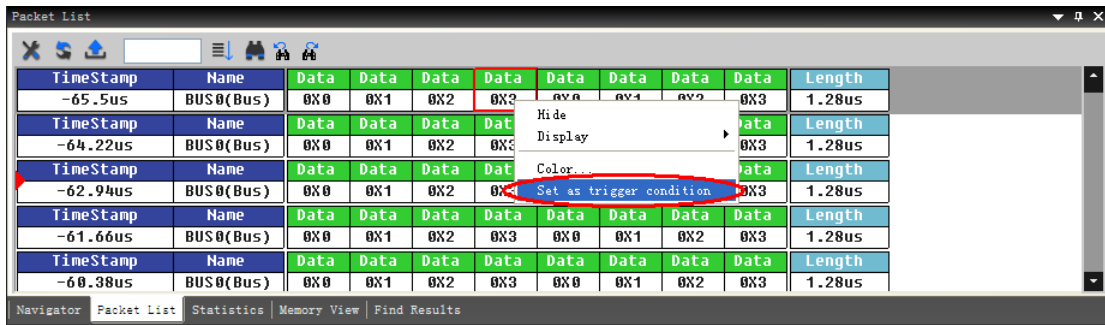 Packet List
TimeStamp Name Data Data Data Data Data Data Data Data Length
-65.5us BUS0(Bus) 0X0 0X1 0X2 0X3 0X0 0X1 0X2 0X3 1.28us
Hide
TimeStamp Name Data Data Data Data Length
-64.22us BUS0(Bus) 0X0 0X1 0X2 0X3 0X3 1.28us
Display
TimeStamp Name Data Data Data Length
Color...
-62.94us BUS0(Bus) 0X0 0X1 0X2 0X3 1.28us
Set as trigger condition
TimeStamp Name Data Data Data Data Data Data Data Data Length
-61.66us BUS0(Bus) 0X0 0X1 0X2 0X3 0X0 0X1 0X2 0X3 1.28us
TimeStamp Name Data Data Data Data Data Data Data Data Length
-60.38us BUS0(Bus) 0X0 0X1 0X2 0X3 0X0 0X1 0X2 0X3 1.28us
Navigator Packet List Statistics Memory View Find Results